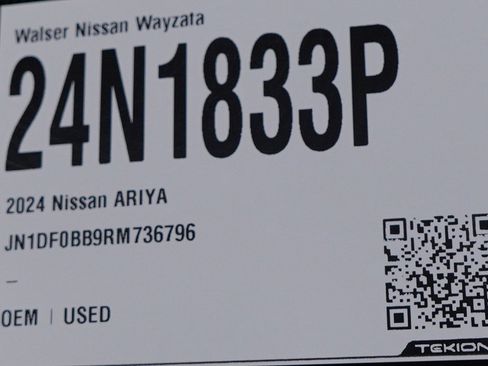 Walser Nissan Wayzata
24N1833P
2024 Nissan ARIYA
JN1DF0BB9RM736796
–
OEM | USED
TEKION